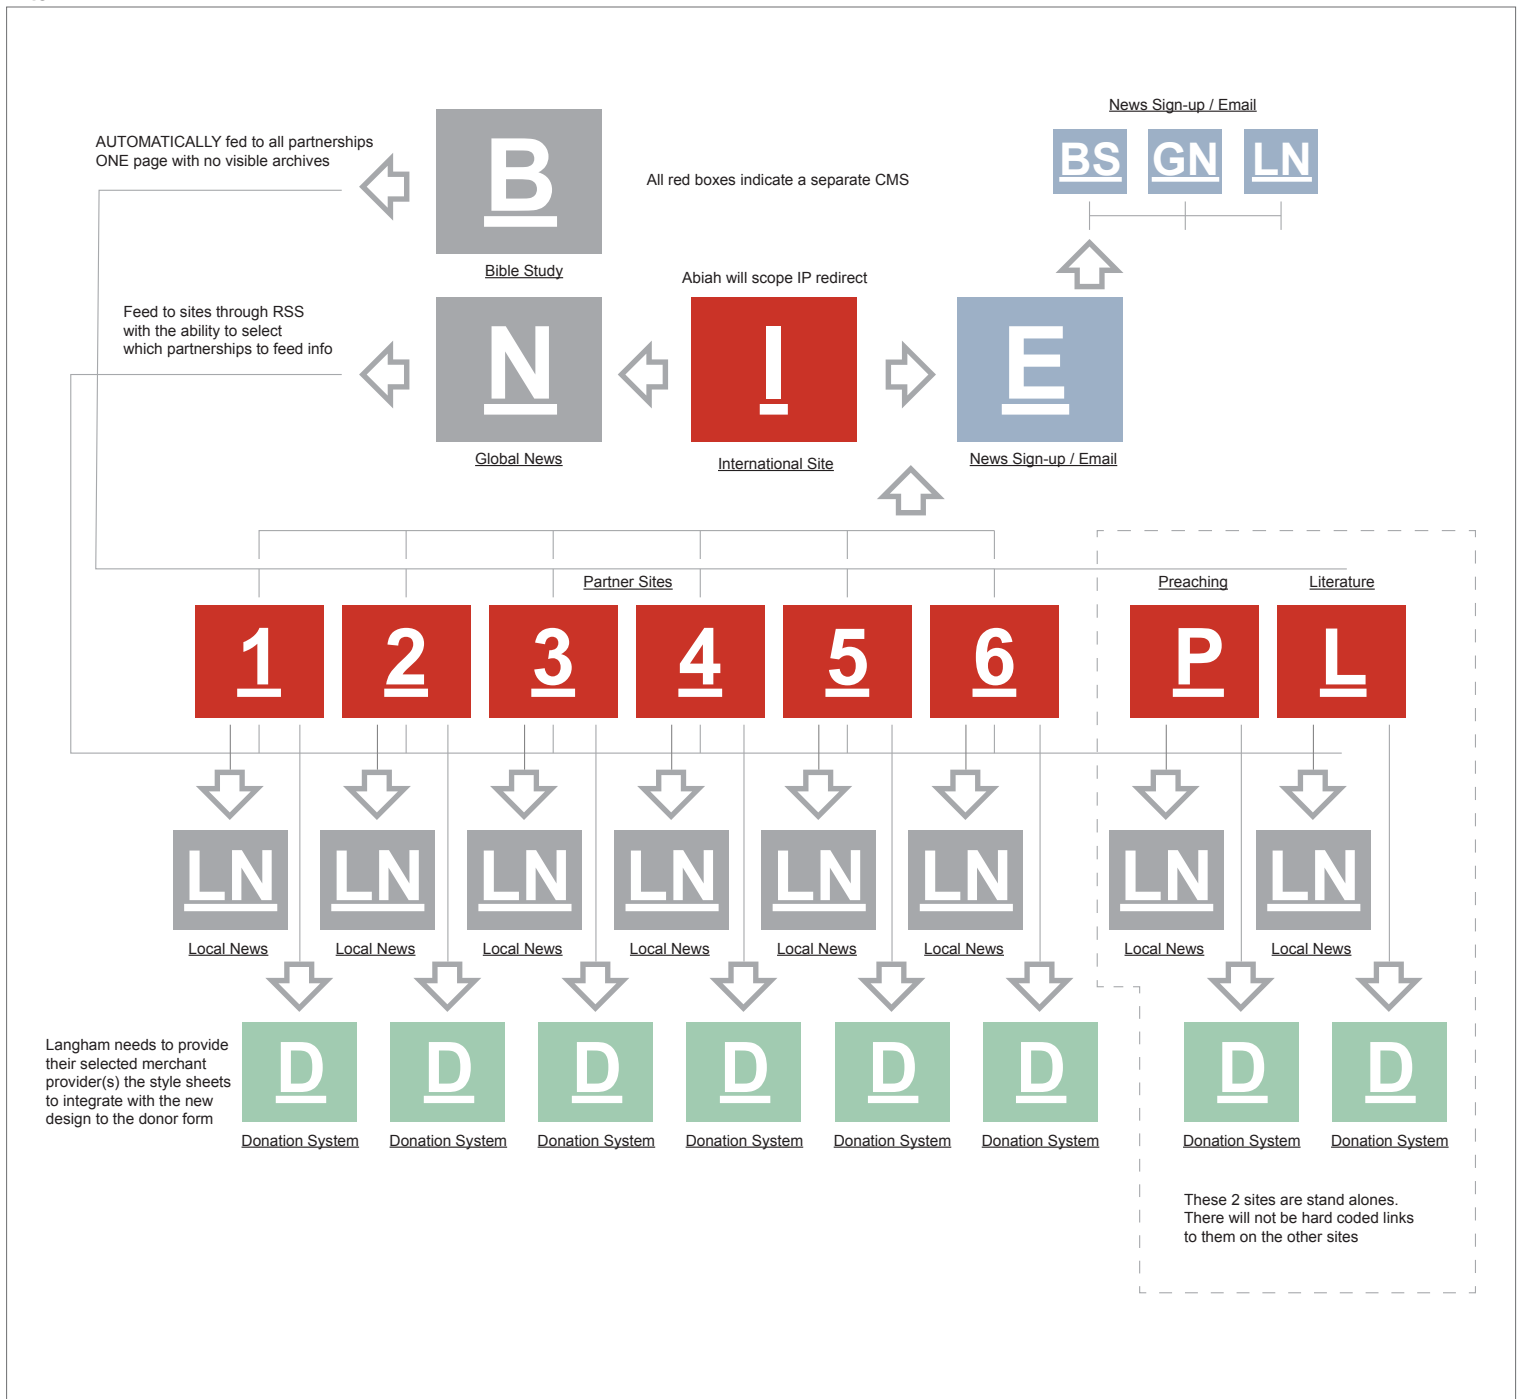 News Sign-up / Email
BS GN LN
AUTOMATICALLY fed to all partnerships
ONE page with no visible archives
B
All red boxes indicate a separate CMS
Bible Study
Abiah will scope IP redirect
Feed to sites through RSS
with the ability to select
which partnerships to feed info
N
I
E
Global News
International Site
News Sign-up / Email
Partner Sites
Preaching
Literature
1 2 3 4 5 6 P L
LN LN LN LN LN LN LN LN
Local News Local News Local News Local News Local News Local News Local News Local News
Langham needs to provide
their selected merchant
provider(s) the style sheets
to integrate with the new
design to the donor form
D D D D D D D D
Donation System Donation System Donation System Donation System Donation System Donation System Donation System Donation System
These 2 sites are stand alones.
There will not be hard coded links
to them on the other sites